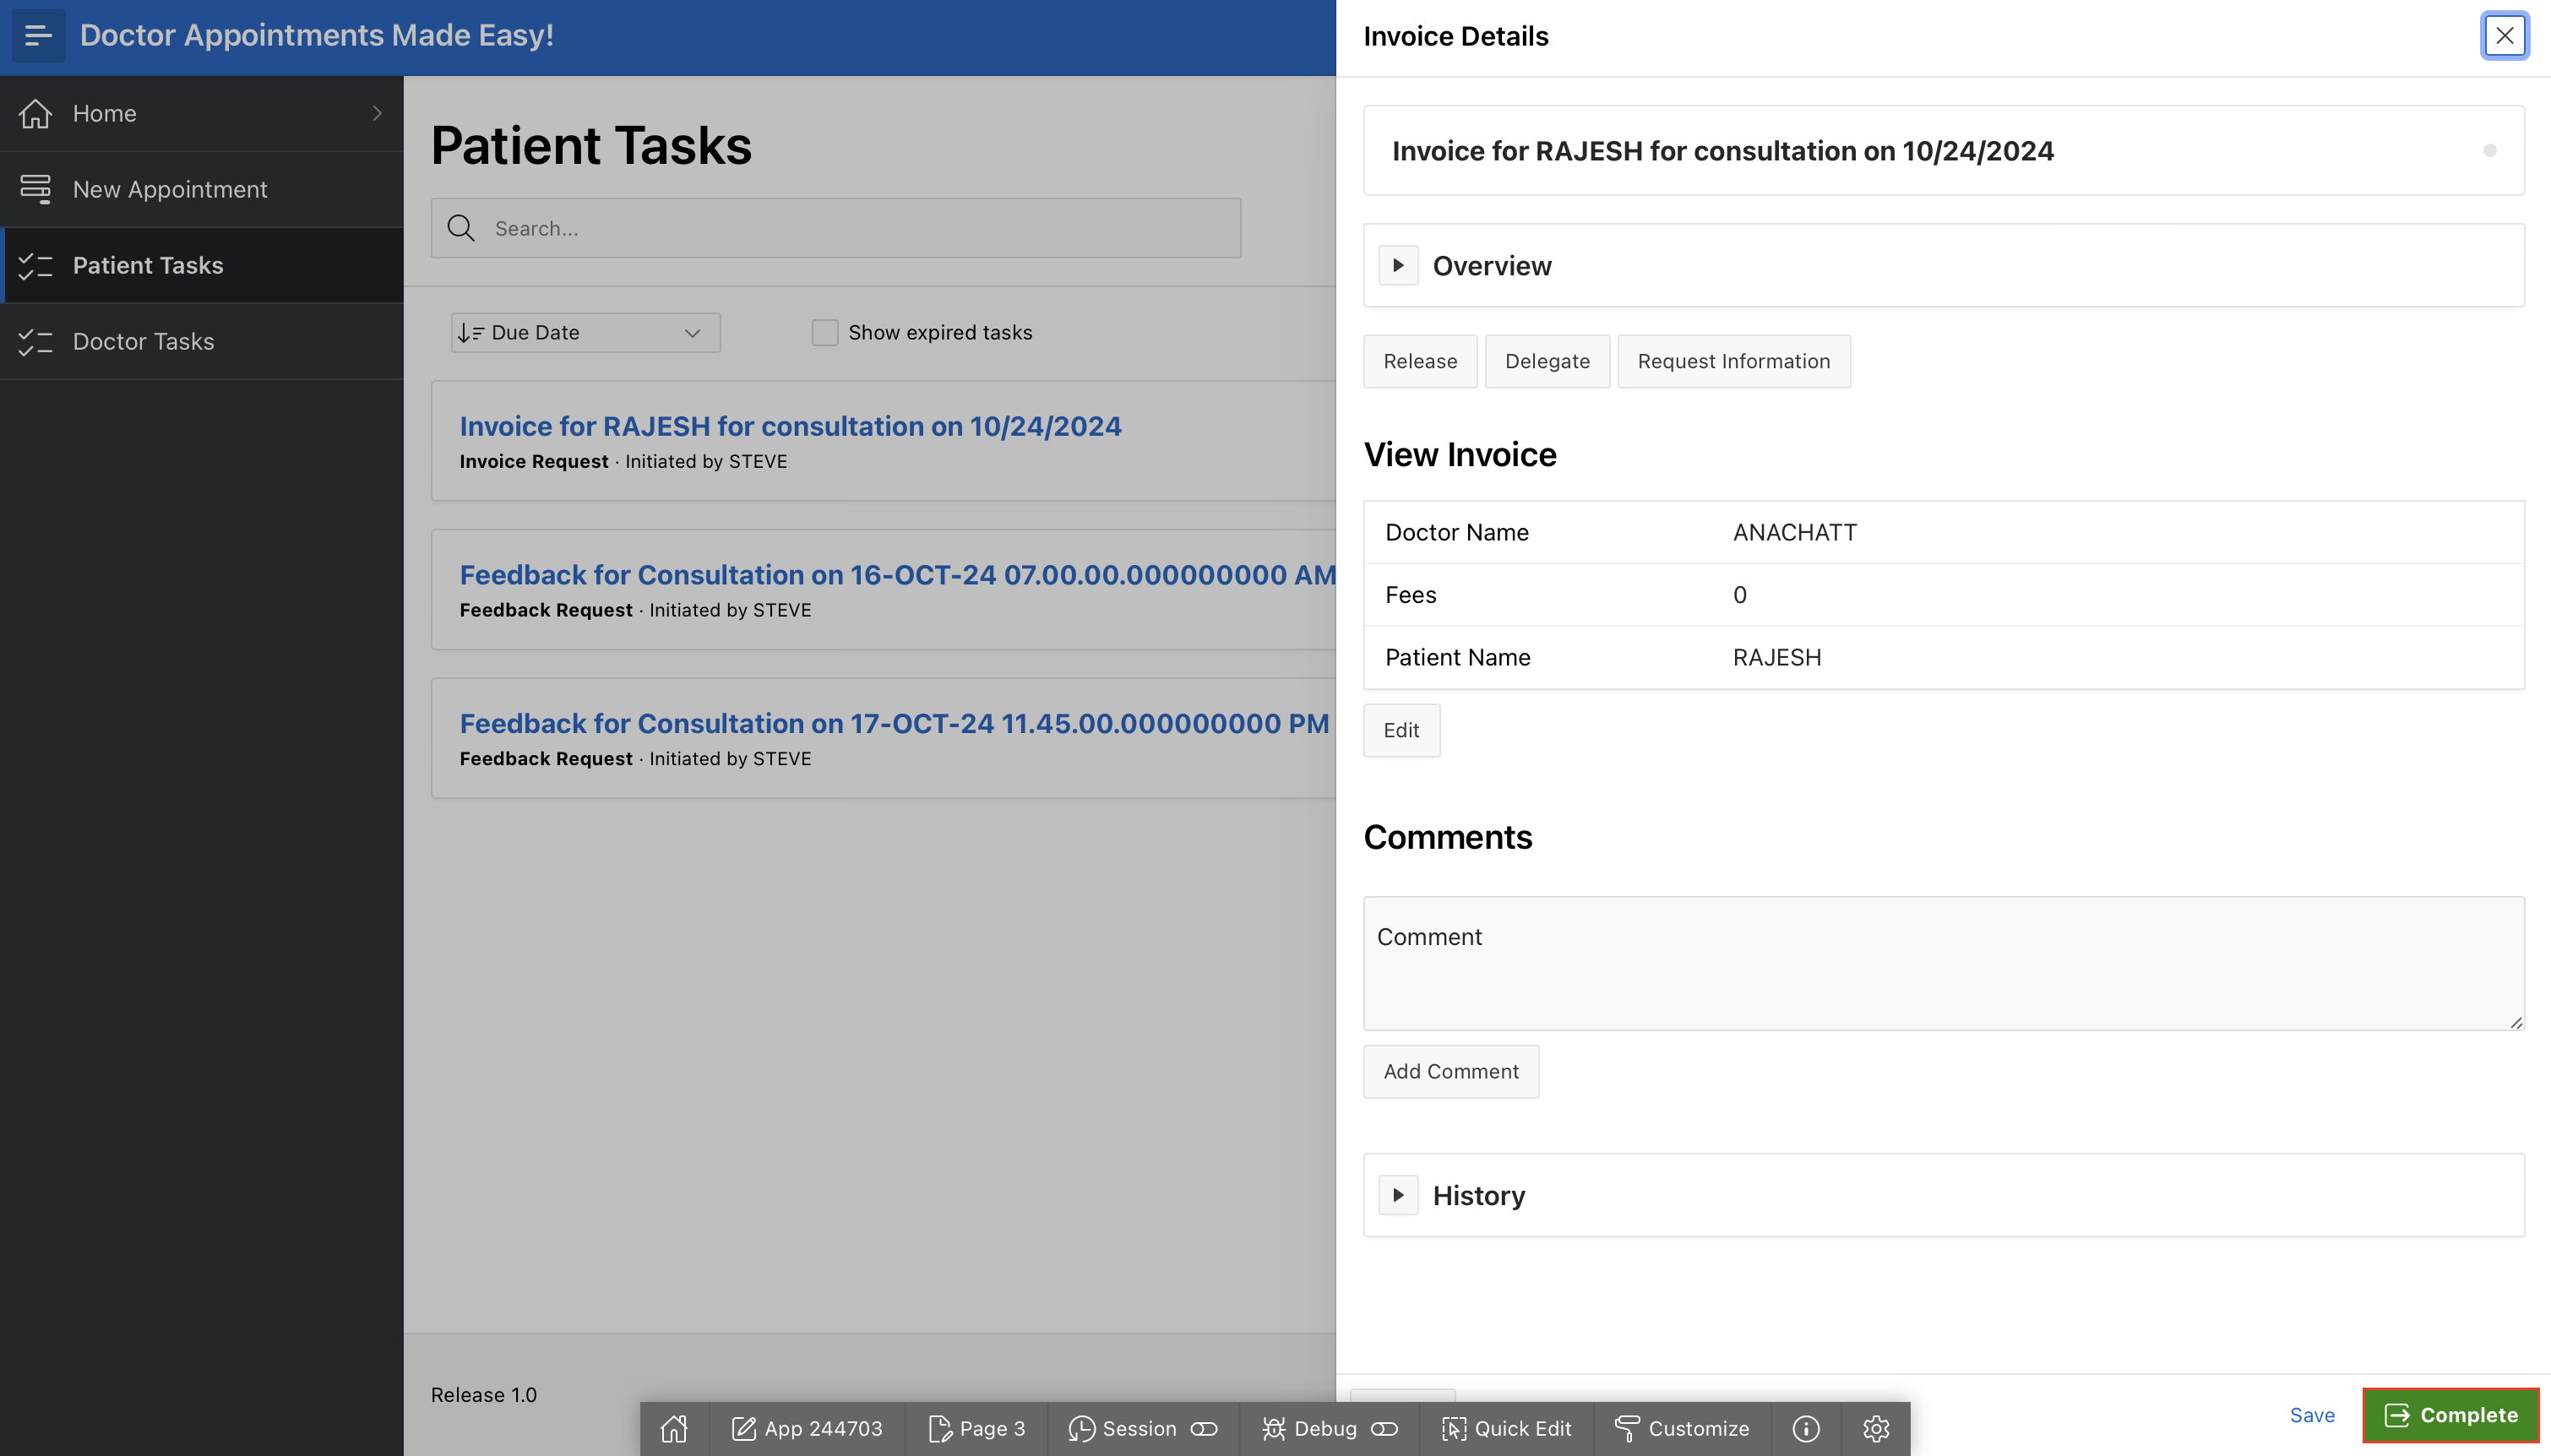 Doctor Appointments Made Easy!
Home
New Appointment
Patient Tasks
Doctor Tasks
Patient Tasks
Search...
Due Date
Show expired tasks
Invoice for RAJESH for consultation on 10/24/2024
Invoice Request · Initiated by STEVE
Feedback for Consultation on 16-OCT-24 07.00.00.000000000 AM
Feedback Request · Initiated by STEVE
Feedback for Consultation on 17-OCT-24 11.45.00.000000000 PM
Feedback Request · Initiated by STEVE
Release 1.0
Invoice Details
Invoice for RAJESH for consultation on 10/24/2024
Overview
Release
Delegate
Request Information
View Invoice
Doctor Name ANACHATT
Fees 0
Patient Name RAJESH
Edit
Comments
Comment
Add Comment
History
Save
Complete
App 244703
Page 3
Session
Debug
Quick Edit
Customize